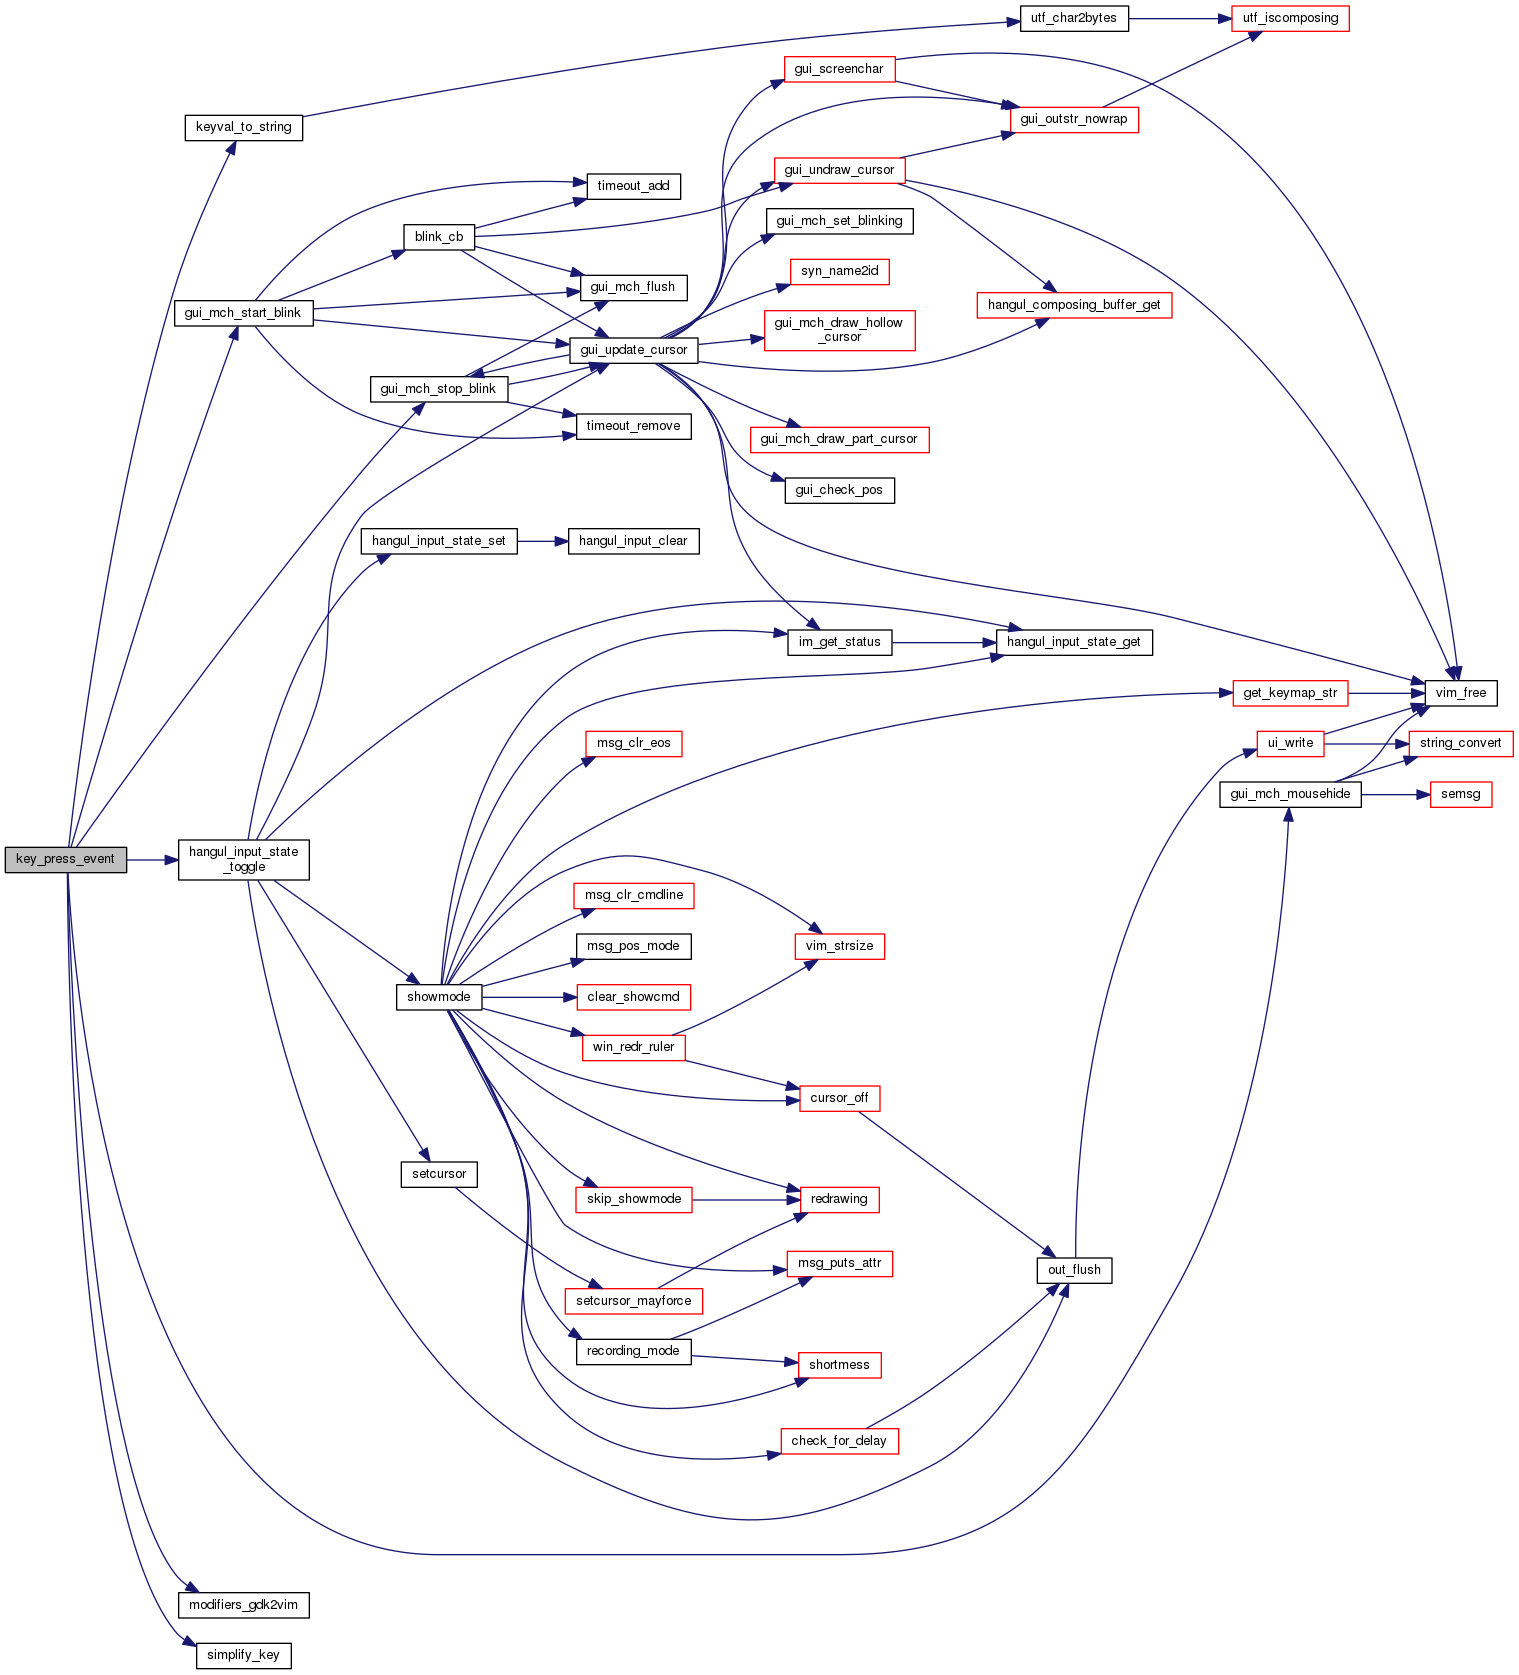 utf_char2bytes
utf_iscomposing
gui_screenchar
gui_outstr_nowrap
keyval_to_string
gui_undraw_cursor
timeout_add
gui_mch_set_blinking
blink_cb
syn_name2id
gui_mch_flush
hangul_composing_buffer_get
gui_mch_start_blink
gui_mch_draw_hollow
_cursor
gui_update_cursor
gui_mch_stop_blink
timeout_remove
gui_mch_draw_part_cursor
gui_check_pos
hangul_input_state_set
hangul_input_clear
im_get_status
hangul_input_state_get
get_keymap_str
vim_free
msg_clr_eos
ui_write
string_convert
gui_mch_mousehide
semsg
key_press_event
hangul_input_state
_toggle
msg_clr_cmdline
msg_pos_mode
vim_strsize
showmode
clear_showcmd
win_redr_ruler
cursor_off
setcursor
skip_showmode
redrawing
msg_puts_attr
out_flush
setcursor_mayforce
recording_mode
shortmess
check_for_delay
modifiers_gdk2vim
simplify_key